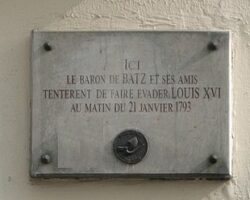 ICI
LE BARON DE BATZ ET SES AMIS
TENTERENT DE FAIRE EVADER LOUIS XVI
AU MATIN DU 21 JANVIER 1793